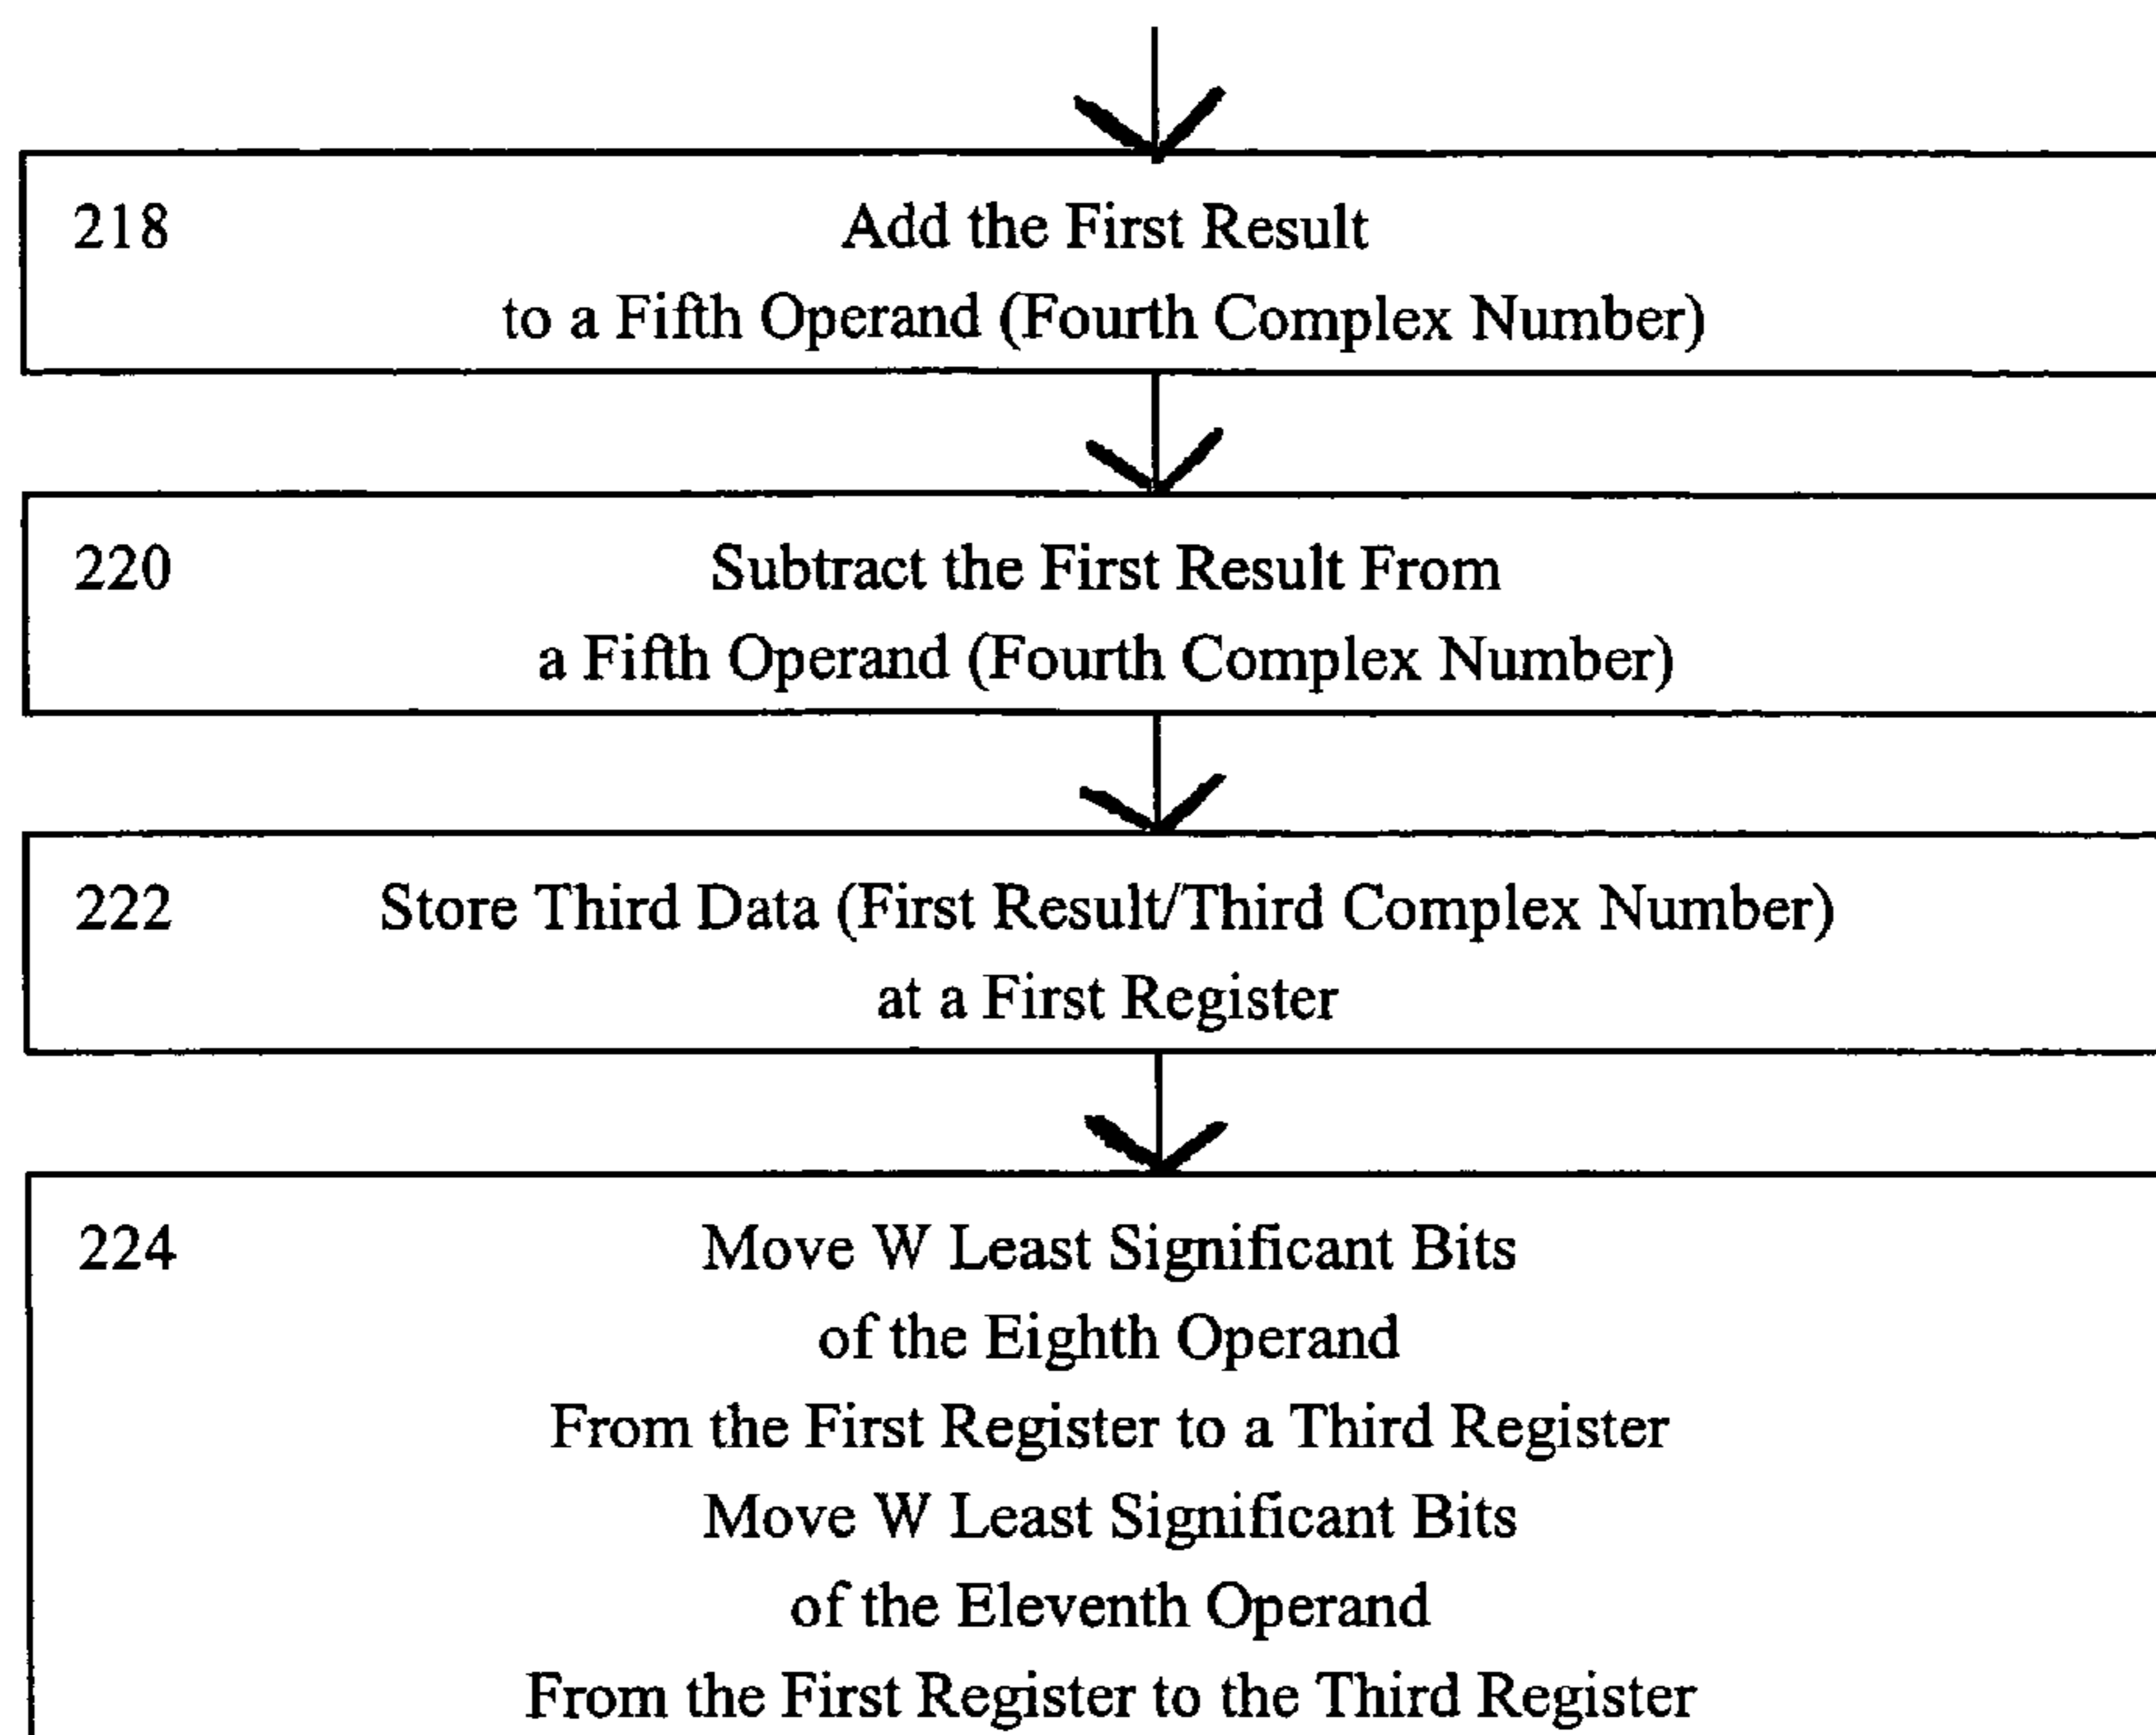 218 Add the First Result
to a Fifth Operand (Fourth Complex Number)
220 Subtract the First Result From
a Fifth Operand (Fourth Complex Number)
222 Store Third Data (First Result/Third Complex Number)
at a First Register
224 Move W Least Significant Bits
of the Eighth Operand
From the First Register to a Third Register
Move W Least Significant Bits
of the Eleventh Operand
From the First Register to the Third Register